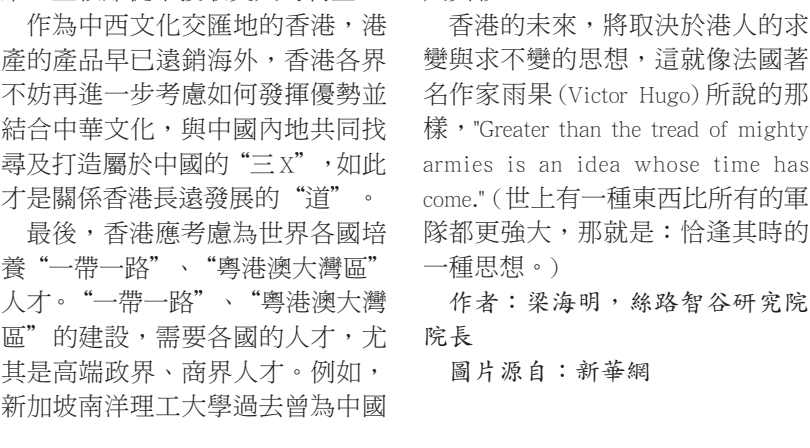 作為中西文化交匯地的香港，港
產的產品早已遠銷海外，香港各界
不妨再進一步考慮如何發揮優勢並
結合中華文化，與中國內地共同找
尋及打造屬於中國的“三X”,如此
才是關係香港長遠發展的“道”。
最後，香港應考慮為世界各國培
養“一帶一路”、“粵港澳大灣區”
人才。“一帶一路”、“粵港澳大灣
區”的建設，需要各國的人才，尤
其是高端政界、商界人才。例如，
新加坡南洋理工大學過去曾為中國
香港的未來，將取決於港人的求
變與求不變的思想，這就像法國著
名作家雨果(Victor Hugo)所說的那
樣，"Greater than the tread of mighty
armies is an idea whose time has
come."(世上有一種東西比所有的軍
隊都更強大，那就是：恰逢其時的
一種思想。)
作者：梁海明，絲路智谷研究院
院長
圖片源自：新華網